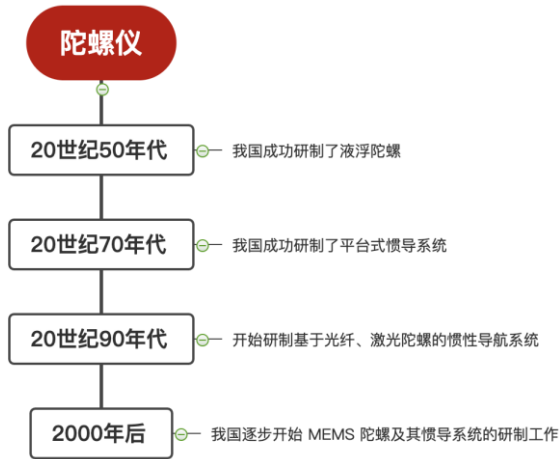 陀螺仪
20世纪50年代
我国成功研制了液浮陀螺
20世纪70年代
我国成功研制了平台式惯导系统
20世纪90年代
开始研制基于光纤、激光陀螺的惯性导航系统
2000年后
我国逐步开始 MEMS 陀螺及其惯导系统的研制工作